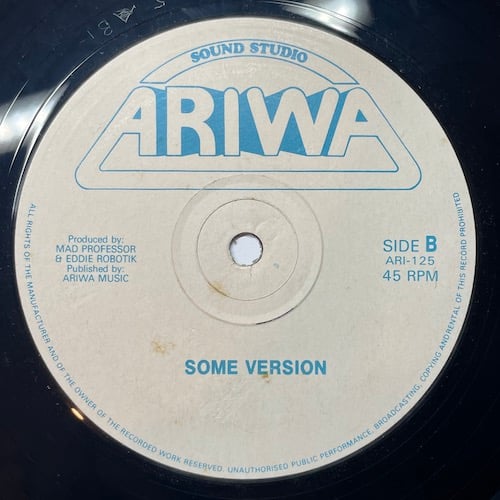 SOUND STUDIO
ARIWA
Produced by:
MAD PROFESSOR
& EDDIE ROBOTIK
Published by:
ARIWA MUSIC
SIDE B
ARI-125
45 RPM
SOME VERSION
ALL RIGHTS OF THE MANUFACTURER AND OF THE OWNER OF THE RECORDED WORK RESERVED. UNAUTHORISED PUBLIC PERFORMANCE, BROADCASTING, COPYING AND RENTAL OF THIS RECORD PROHIBITED